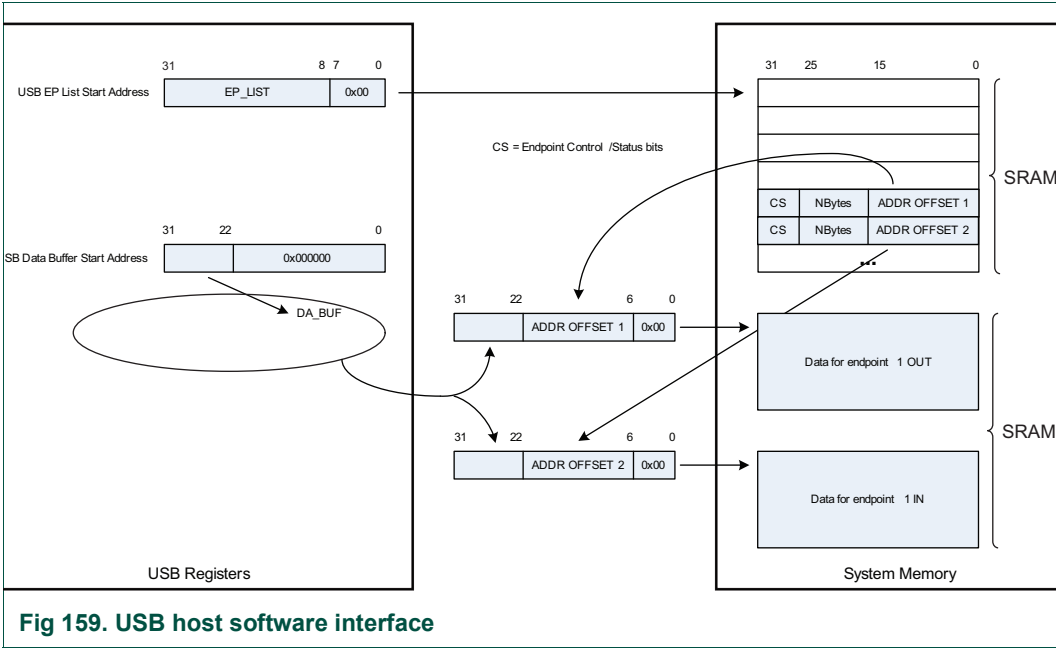 31 8 7 0
USB EP List Start Address EP_LIST 0x00
31 25 15 0
CS = Endpoint Control /Status bits
SRAM
CS NBytes ADDR OFFSET 1
CS NBytes ADDR OFFSET 2
...
31 22 0
SB Data Buffer Start Address 0x000000
DA_BUF
31 22 6 0
ADDR OFFSET 1 0x00
Data for endpoint 1 OUT
SRAM
31 22 6 0
ADDR OFFSET 2 0x00
Data for endpoint 1 IN
USB Registers
System Memory
Fig 159. USB host software interface